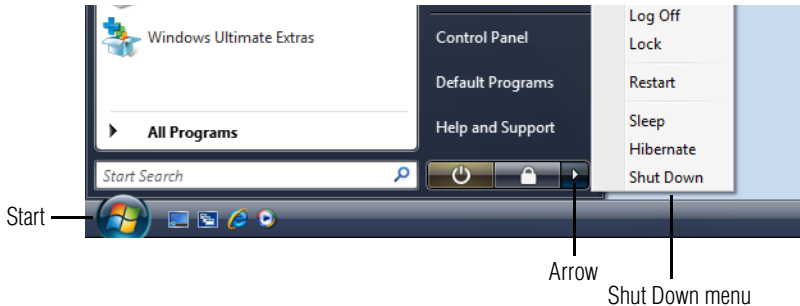 Windows Ultimate Extras
All Programs
Start Search
Control Panel
Default Programs
Help and Support
Log Off
Lock
Restart
Sleep
Hibernate
Shut Down
Start
Arrow
Shut Down menu